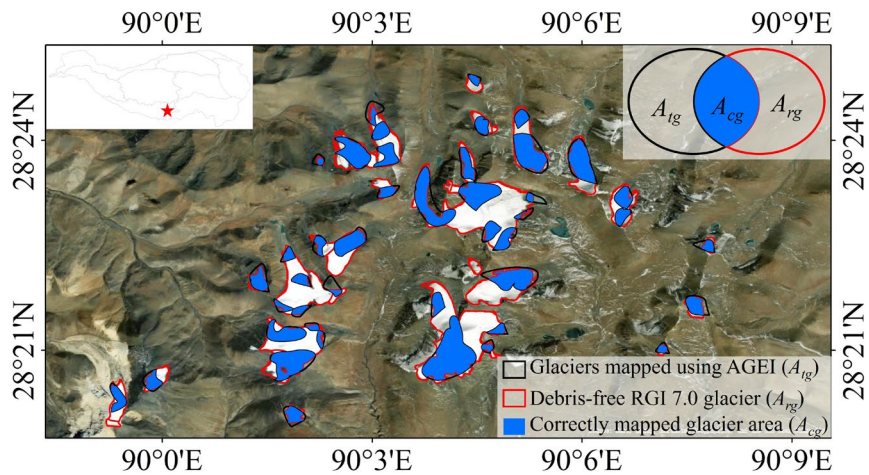 90°0'E 90°3'E 90°6'E 90°9'E
28°24'N 28°24'N
A_tg A_cg A_rg
28°21'N 28°21'N
Glaciers mapped using AGEI (A_tg)
Debris-free RGI 7.0 glacier (A_rg)
Correctly mapped glacier area (A_cg)
90°0'E 90°3'E 90°6'E 90°9'E